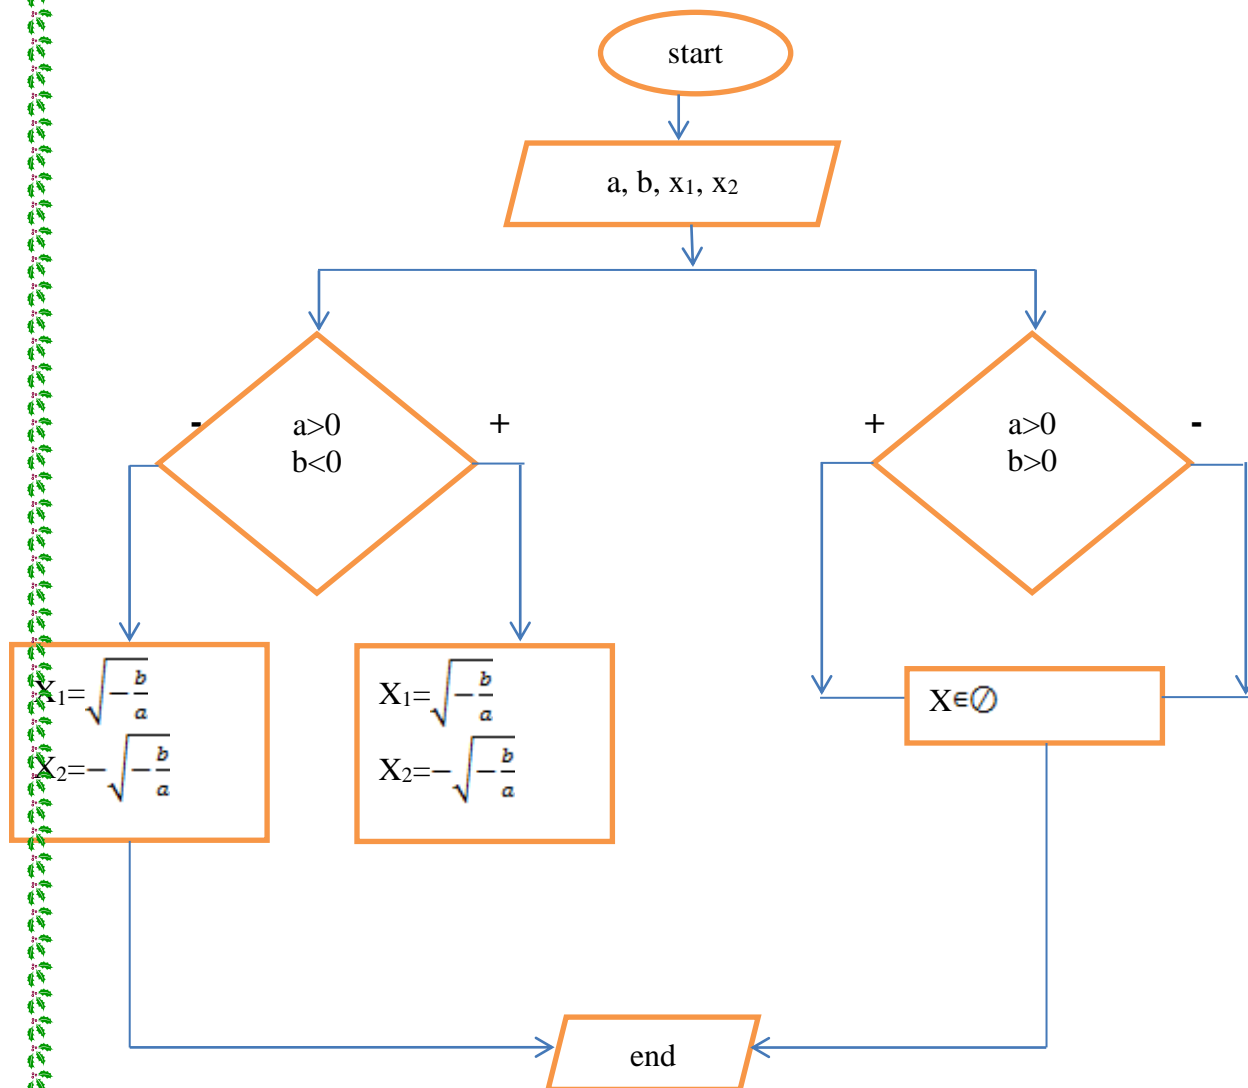 start
a, b, x₁, x₂
- a>0 +
b<0
+ a>0 -
b>0
X₁=√(-b/a)
X₂=-√(-b/a)
X₁=√(-b/a)
X₂=-√(-b/a)
X∈∅
end